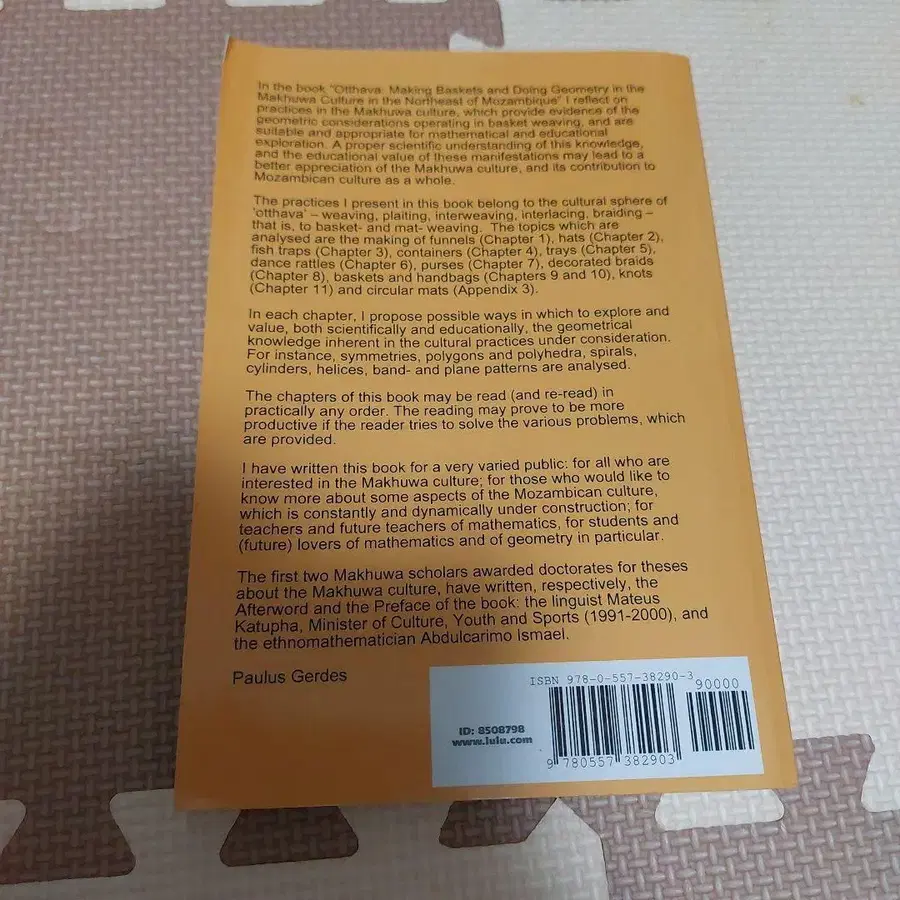 In the book "Otthava: Making Baskets and Doing Geometry in the
Makhuwa Culture in the Northeast of Mozambique" I reflect on
practices in the Makhuwa culture, which provide evidence of the
geometric considerations operating in basket weaving, and are
suitable and appropriate for mathematical and educational
exploration. A proper scientific understanding of this knowledge,
and the educational value of these manifestations may lead to a
better appreciation of the Makhuwa culture, and its contribution to
Mozambican culture as a whole.
The practices I present in this book belong to the cultural sphere of
'otthava' – weaving, plaiting, interweaving, interlacing, braiding –
that is, to basket- and mat- weaving. The topics which are
analysed are the making of funnels (Chapter 1), hats (Chapter 2),
fish traps (Chapter 3), containers (Chapter 4), trays (Chapter 5),
dance rattles (Chapter 6), purses (Chapter 7), decorated braids
(Chapter 8), baskets and handbags (Chapters 9 and 10), knots
(Chapter 11) and circular mats (Appendix 3).
In each chapter, I propose possible ways in which to explore and
value, both scientifically and educationally, the geometrical
knowledge inherent in the cultural practices under consideration.
For instance, symmetries, polygons and polyhedra, spirals,
cylinders, helices, band- and plane patterns are analysed.
The chapters of this book may be read (and re-read) in
practically any order. The reading may prove to be more
productive if the reader tries to solve the various problems, which
are provided.
I have written this book for a very varied public: for all who are
interested in the Makhuwa culture; for those who would like to
know more about some aspects of the Mozambican culture,
which is constantly and dynamically under construction; for
teachers and future teachers of mathematics, for students and
(future) lovers of mathematics and of geometry in particular.
The first two Makhuwa scholars awarded doctorates for theses
about the Makhuwa culture, have written, respectively, the
Afterword and the Preface of the book: the linguist Mateus
Katupha, Minister of Culture, Youth and Sports (1991-2000), and
the ethnomathematician Abdulcarimo Ismael.
Paulus Gerdes
ISBN 978-0-557-38290-3
90000
ID: 8508798
www.lulu.com
9 780557 382903